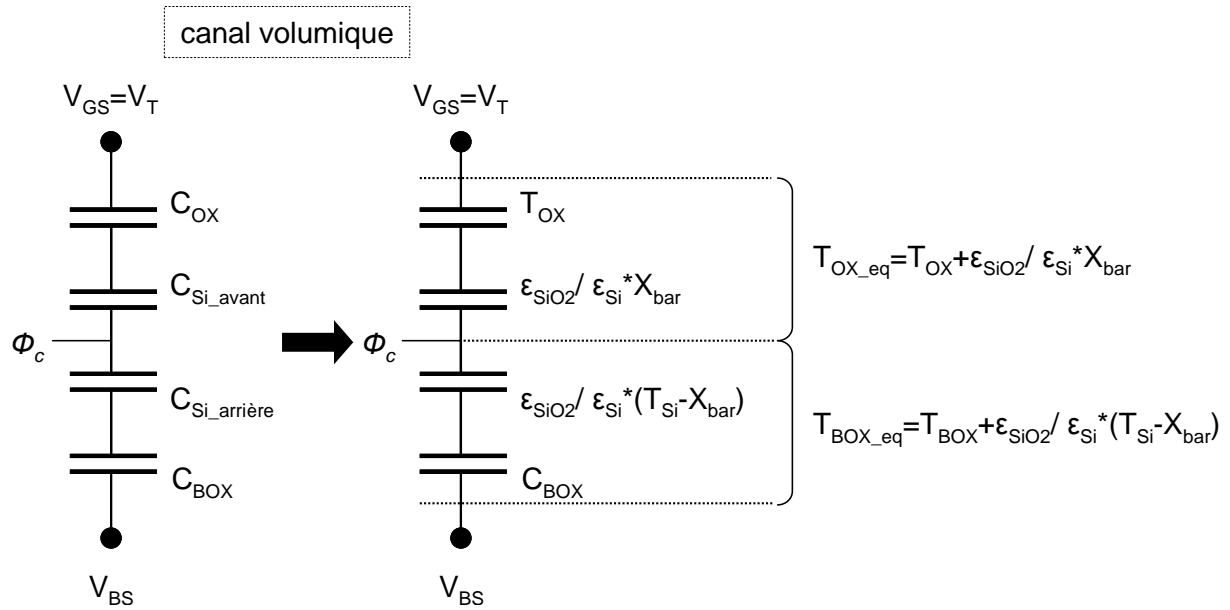 canal volumique
V_GS=V_T
C_OX
C_Si_avant
Φ_c
C_Si_arrière
C_BOX
V_BS
V_GS=V_T
T_OX
ε_SiO2/ ε_Si*X_bar
Φ_c
ε_SiO2/ ε_Si*(T_Si-X_bar)
C_BOX
V_BS
T_OX_eq=T_OX+ε_SiO2/ ε_Si*X_bar
T_BOX_eq=T_BOX+ε_SiO2/ ε_Si*(T_Si-X_bar)